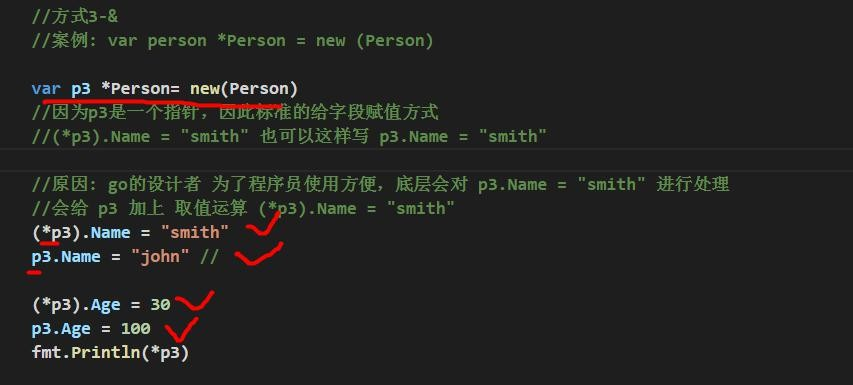 //方式3-&
//案例: var person *Person = new (Person)
var p3 *Person= new(Person)
//因为p3是一个指针，因此标准的给字段赋值方式
//(*p3).Name = "smith" 也可以这样写 p3.Name = "smith"
//原因: go的设计者 为了程序员使用方便，底层会对 p3.Name = "smith" 进行处理
//会给 p3 加上 取值运算 (*p3).Name = "smith"
(*p3).Name = "smith"
p3.Name = "john" //
(*p3).Age = 30
p3.Age = 100
fmt.Println(*p3)